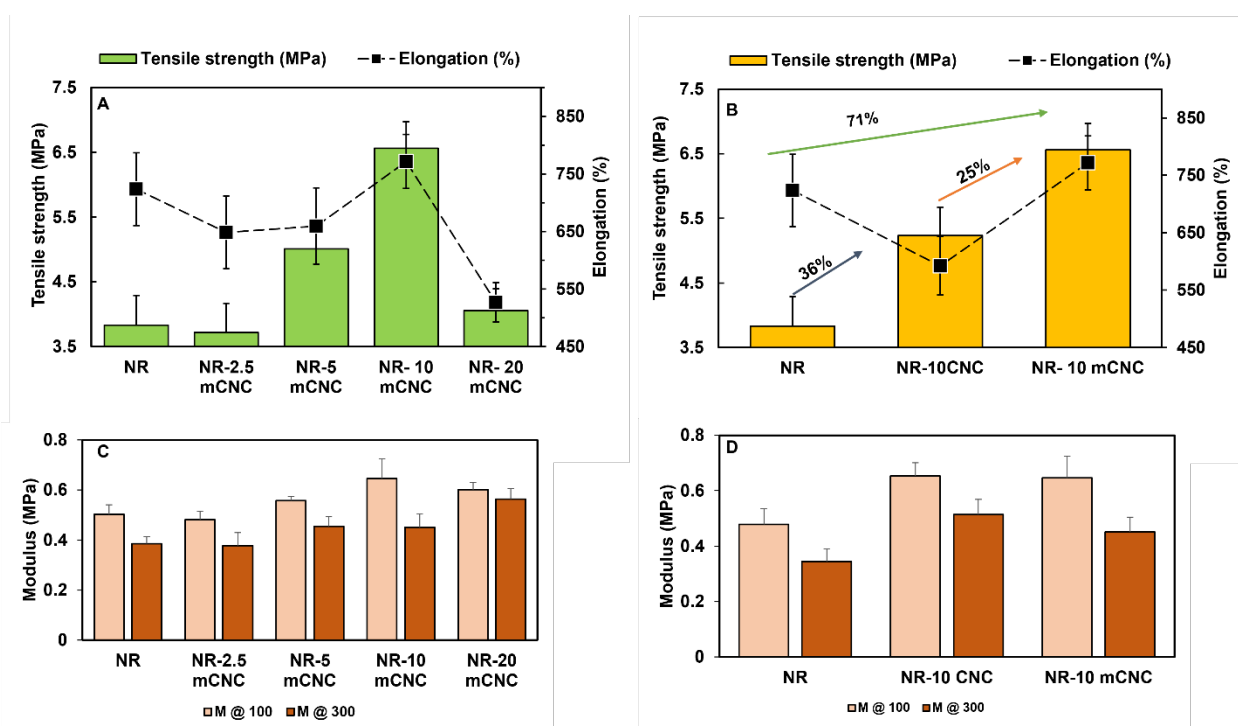 Tensile strength (MPa) Elongation (%)
A
7.5
6.5
5.5
4.5
3.5
Tensile strength (MPa)
850
750
650
550
450
Elongation (%)
NR NR-2.5 NR-5 NR- 10 NR- 20
mCNC mCNC mCNC mCNC
Tensile strength (MPa) Elongation (%)
B
7.5
6.5
5.5
4.5
3.5
Tensile strength (MPa)
71%
25%
36%
850
750
650
550
450
Elongation (%)
NR NR-10CNC NR- 10 mCNC
C
0.8
0.6
0.4
0.2
0
Modulus (MPa)
NR NR-2.5 NR-5 NR-10 NR-20
mCNC mCNC mCNC mCNC
M @ 100 M @ 300
D
0.8
0.6
0.4
0.2
0
Modulus (MPa)
NR NR-10 CNC NR-10 mCNC
M @ 100 M @ 300